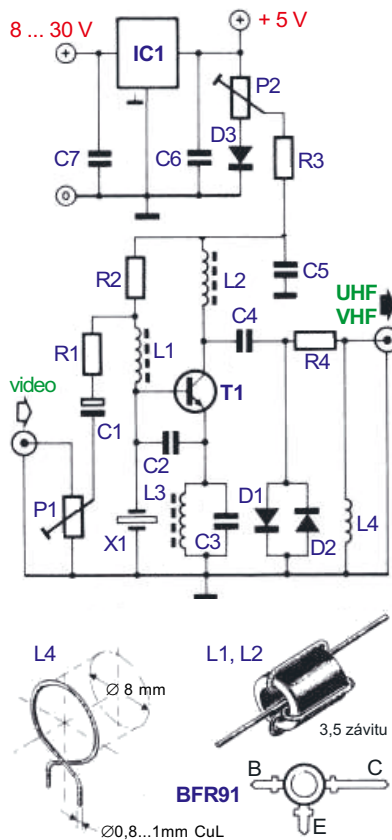 8 ... 30 V
+ 5 V
IC1
P2
D3
C7
C6
R3
R2
L2
C5
UHF
VHF
C4
R1
L1
R4
video
T1
C1
C2
P1
L3
D1
X1
C3
D2
L4
L4
L1, L2
Ø 8 mm
3,5 závitu
B
C
BFR91
E
Ø0,8...1mm CuL